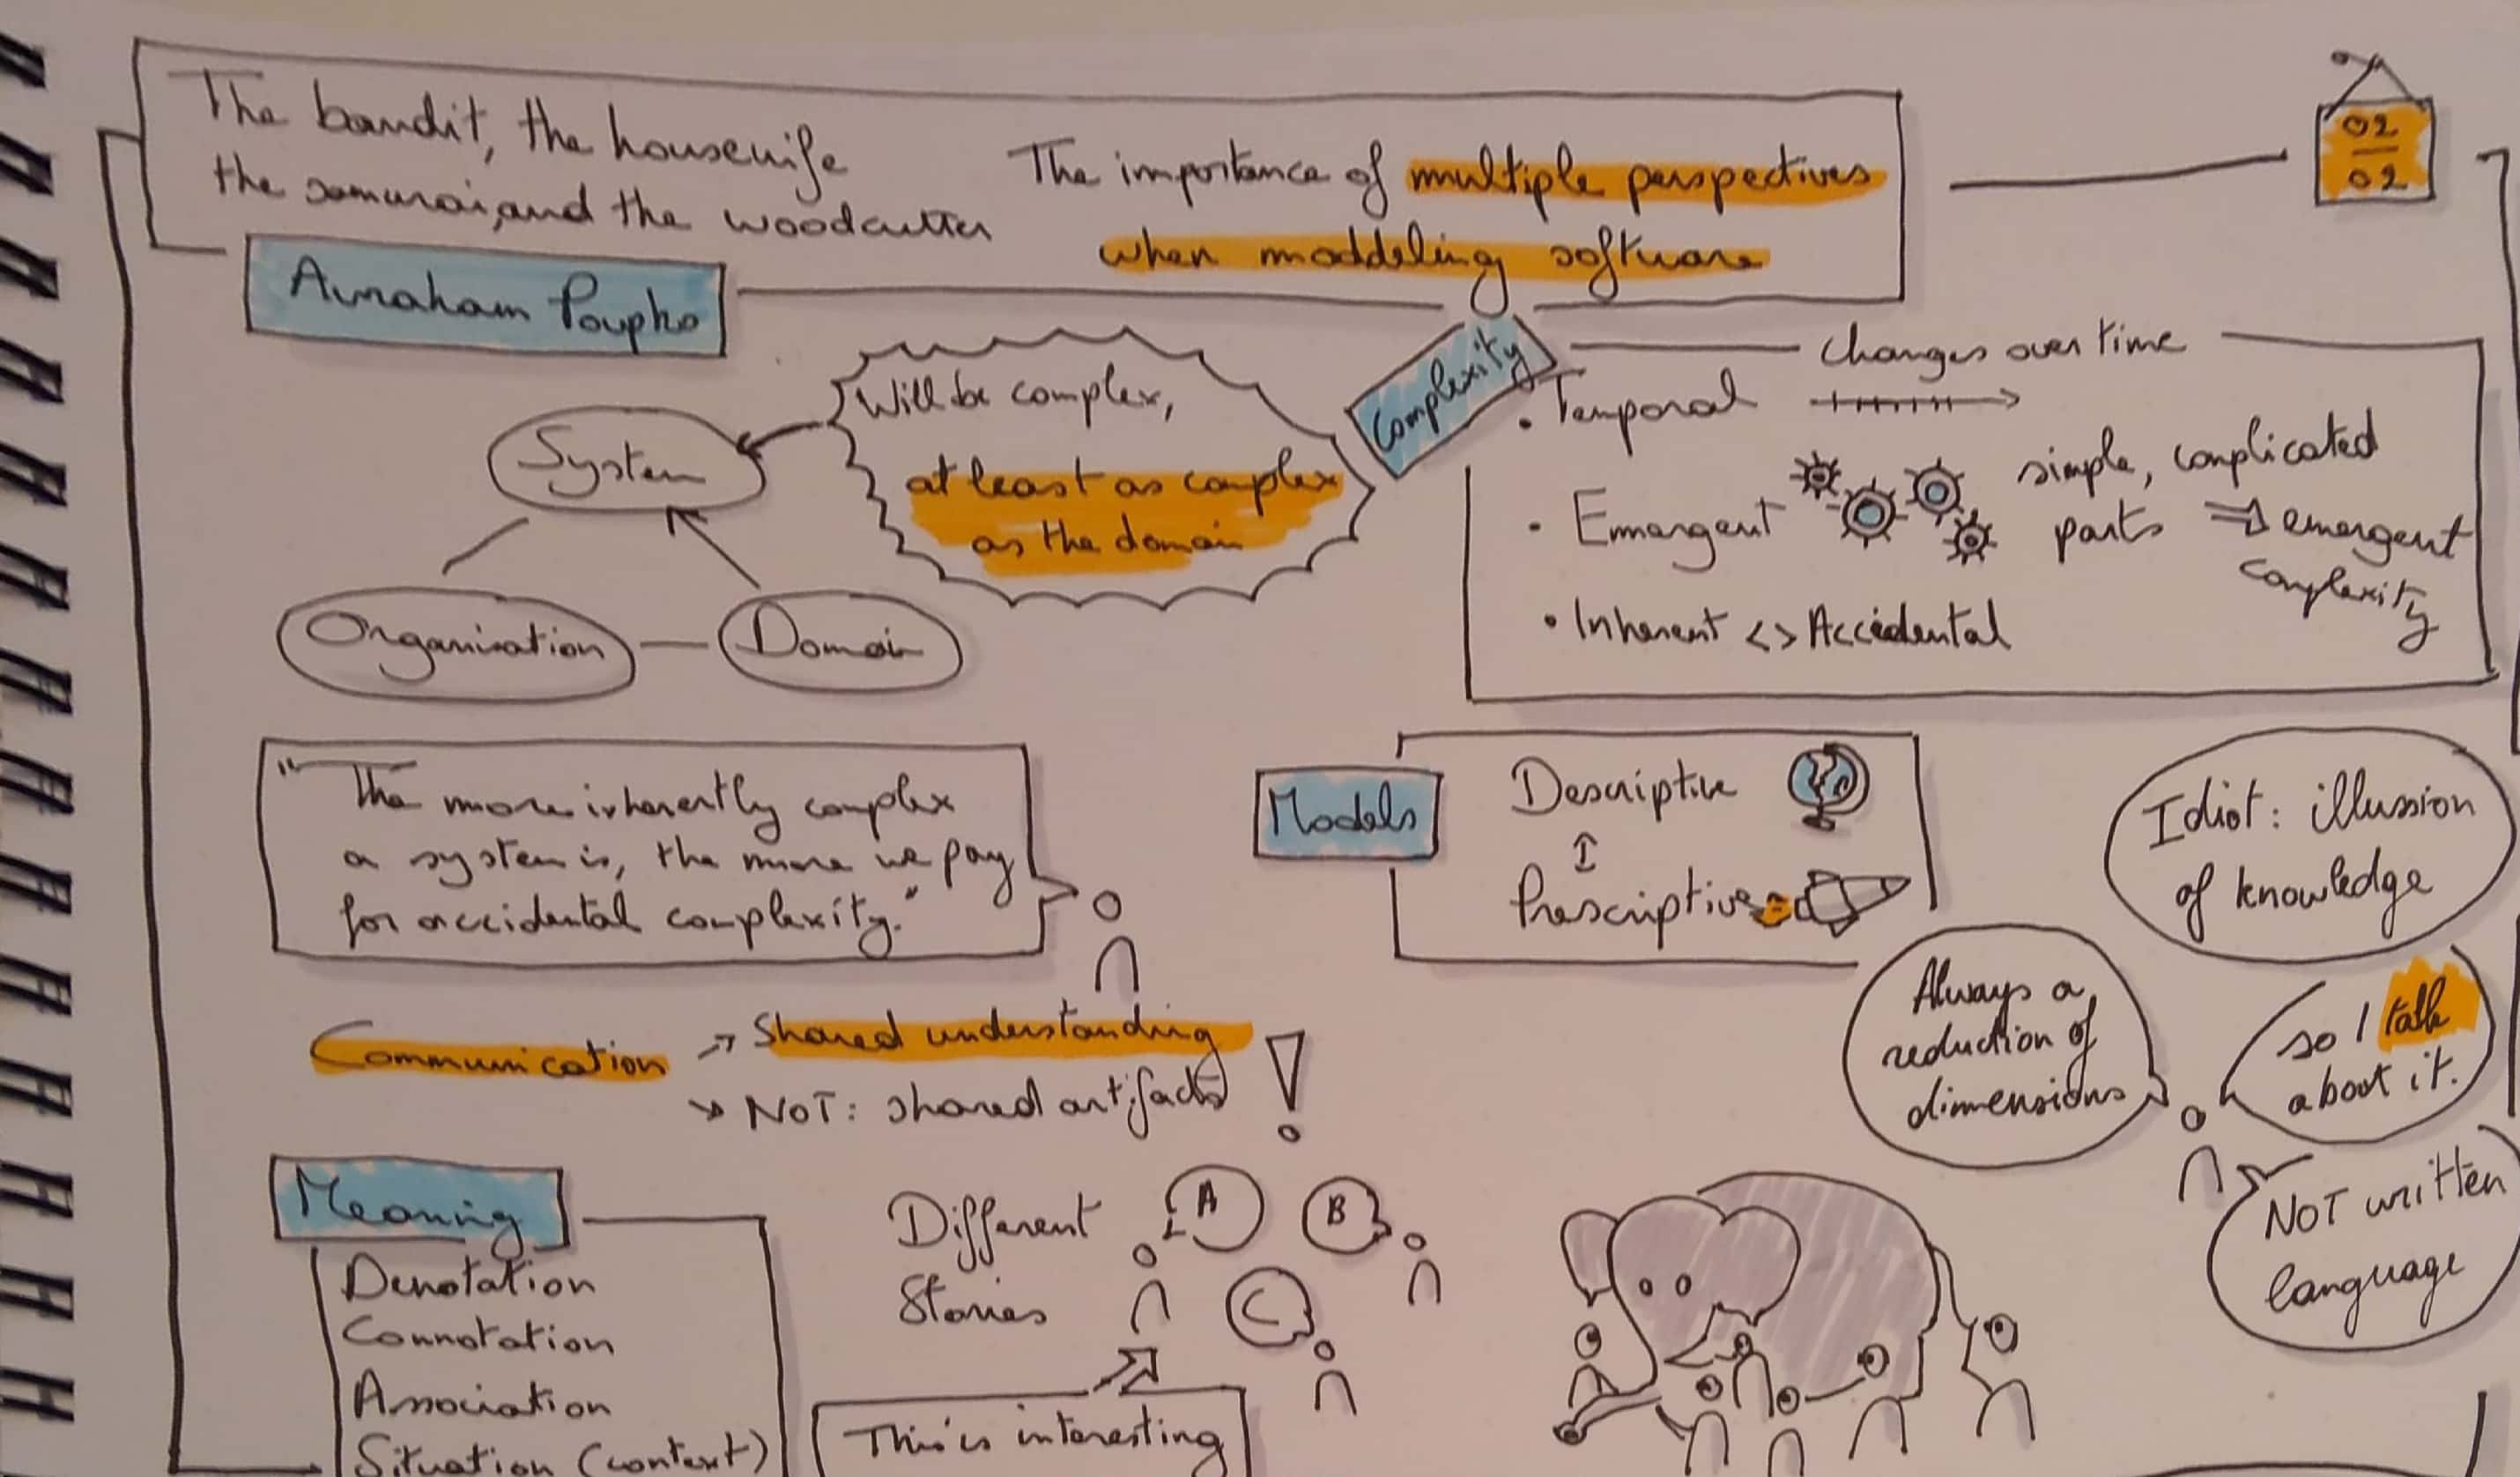 The bandit, the housewife
the samurai, and the woodcutter
The importance of multiple perspectives
when moddeling software
02
02
Avraham Poupko
System
Organisation
Domain
Will be complex,
at least as complex
as the domain
Complexity
changes over time
• Temporal
• Emergent
simple, complicated
parts ⇒ emergent
complexity
• Inherent <> Accidental
"The more inherently complex
a system is, the more we pay
for accidental complexity."
Models
Descriptive
Prescriptive
Idiot: illussion
of knowledge
Always a
reduction of
dimensions
so I talk
about it.
NOT written
language
Communication
Shared understanding
NOT: shared artifacts
!
Meaning
Denotation
Connotation
Association
Situation (context)
Different
Stories
A
B
C
This is interesting